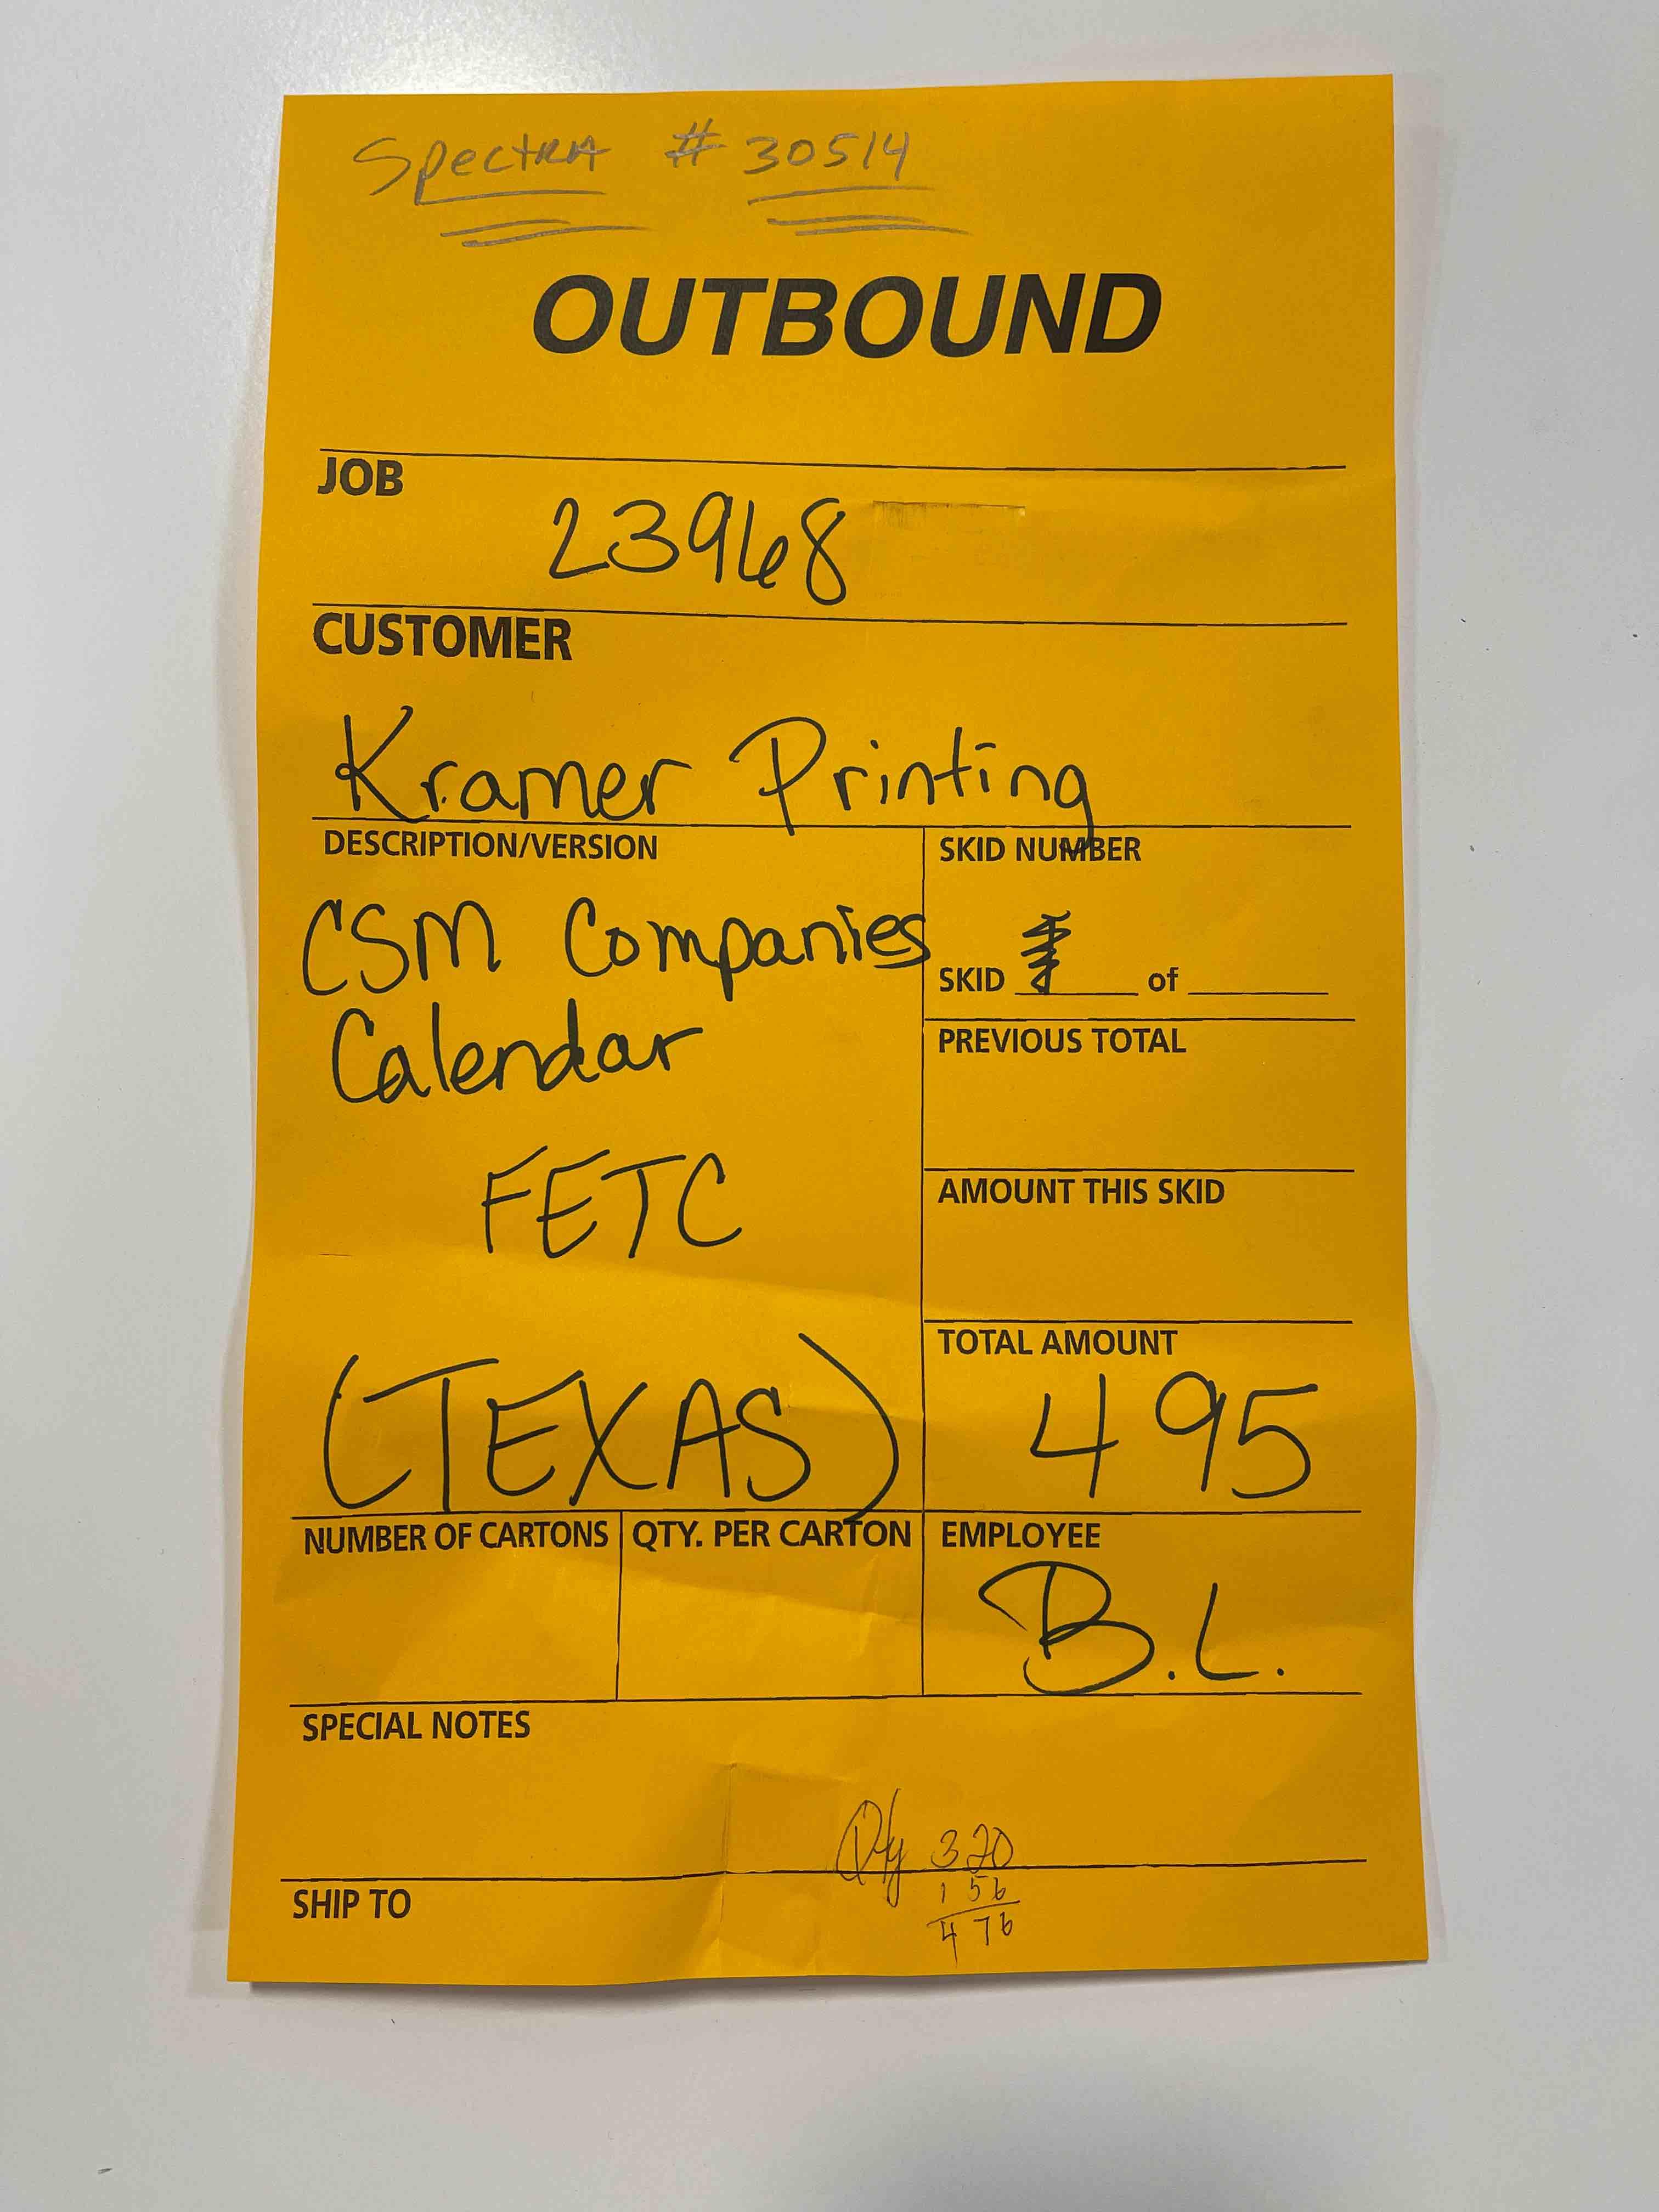 Spectra # 30514
OUTBOUND
JOB
23968
CUSTOMER
Kramer Printing
DESCRIPTION/VERSION
CSM Companies
Calendar
FETC
(TEXAS)
SKID NUMBER
SKID of
PREVIOUS TOTAL
AMOUNT THIS SKID
TOTAL AMOUNT
495
NUMBER OF CARTONS
QTY. PER CARTON
EMPLOYEE
B.L.
SPECIAL NOTES
Qty 320
156
476
SHIP TO